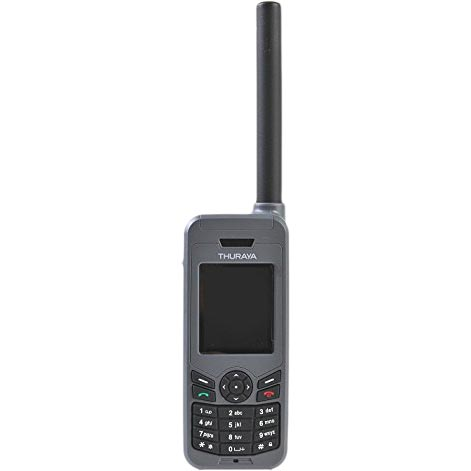 THURAYA
1 2 abc 3 def
4 ghi 5 jkl 6 mno
7 pqrs 8 tuv 9 wxyz
* 0 #